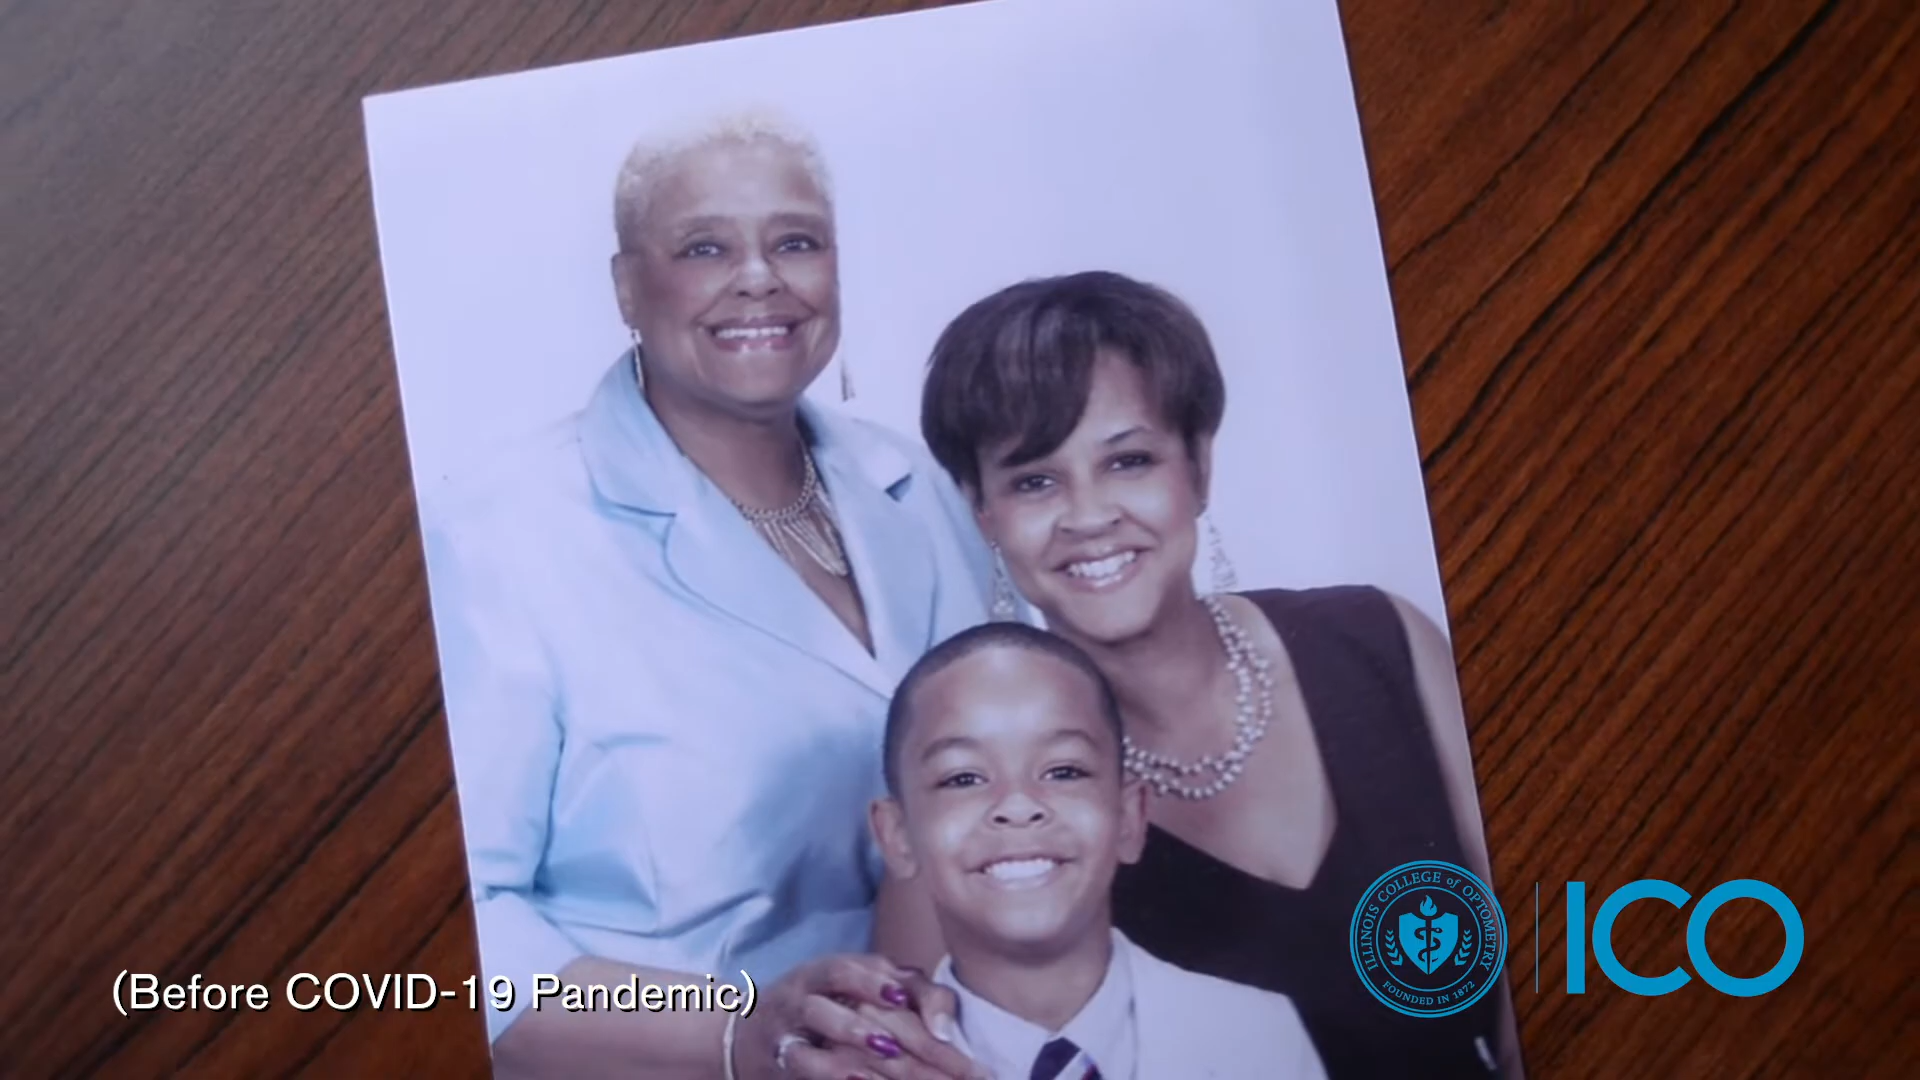 (Before COVID-19 Pandemic)
ILLINOIS COLLEGE of OPTOMETRY
FOUNDED IN 1872
ICO